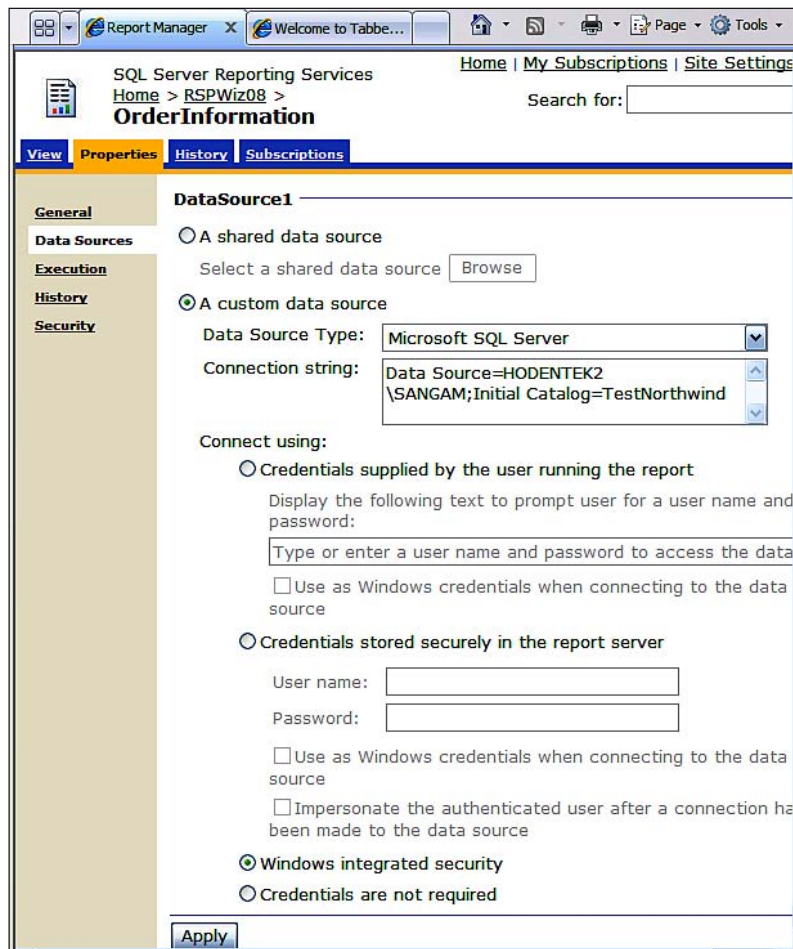 Report Manager X Welcome to Tabbe... Page Tools
SQL Server Reporting Services
Home | My Subscriptions | Site Settings
Home > RSPWiz08 >
Search for:
OrderInformation
View Properties History Subscriptions
General
Data Sources
Execution
History
Security
DataSource1
A shared data source
Select a shared data source Browse
A custom data source
Data Source Type: Microsoft SQL Server
Connection string: Data Source=HODENTEK2
\SANGAM;Initial Catalog=TestNorthwind
Connect using:
Credentials supplied by the user running the report
Display the following text to prompt user for a user name and
password:
Type or enter a user name and password to access the data
Use as Windows credentials when connecting to the data
source
Credentials stored securely in the report server
User name:
Password:
Use as Windows credentials when connecting to the data
source
Impersonate the authenticated user after a connection ha
been made to the data source
Windows integrated security
Credentials are not required
Apply